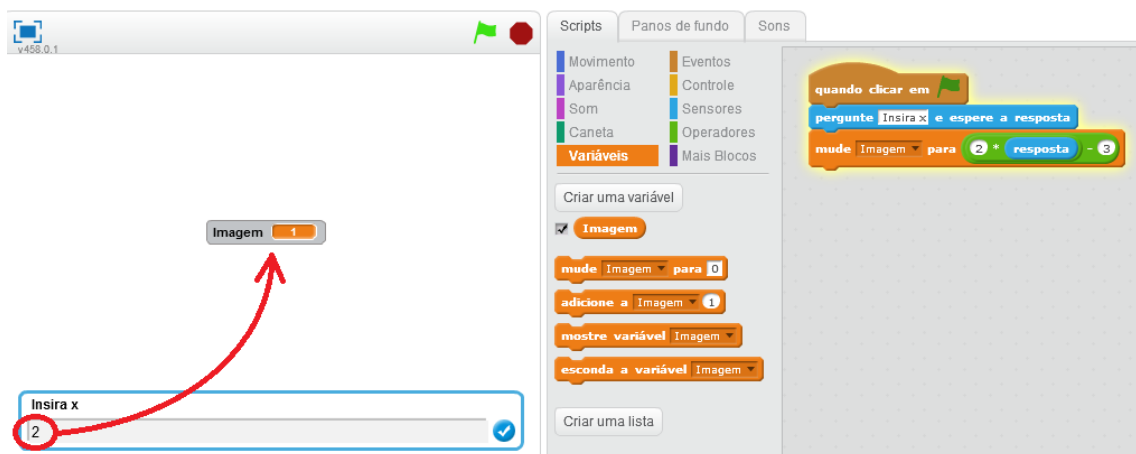 v458.0.1
Imagem 1
Insira x
2
Scripts Panos de fundo Sons
Movimento Eventos
Aparência Controle
Som Sensores
Caneta Operadores
Variáveis Mais Blocos
Criar uma variável
Imagem
mude Imagem para 0
adicione a Imagem 1
mostre variável Imagem
esconda a variável Imagem
Criar uma lista
quando clicar em
pergunte Insira x e espere a resposta
mude Imagem para 2 * resposta - 3